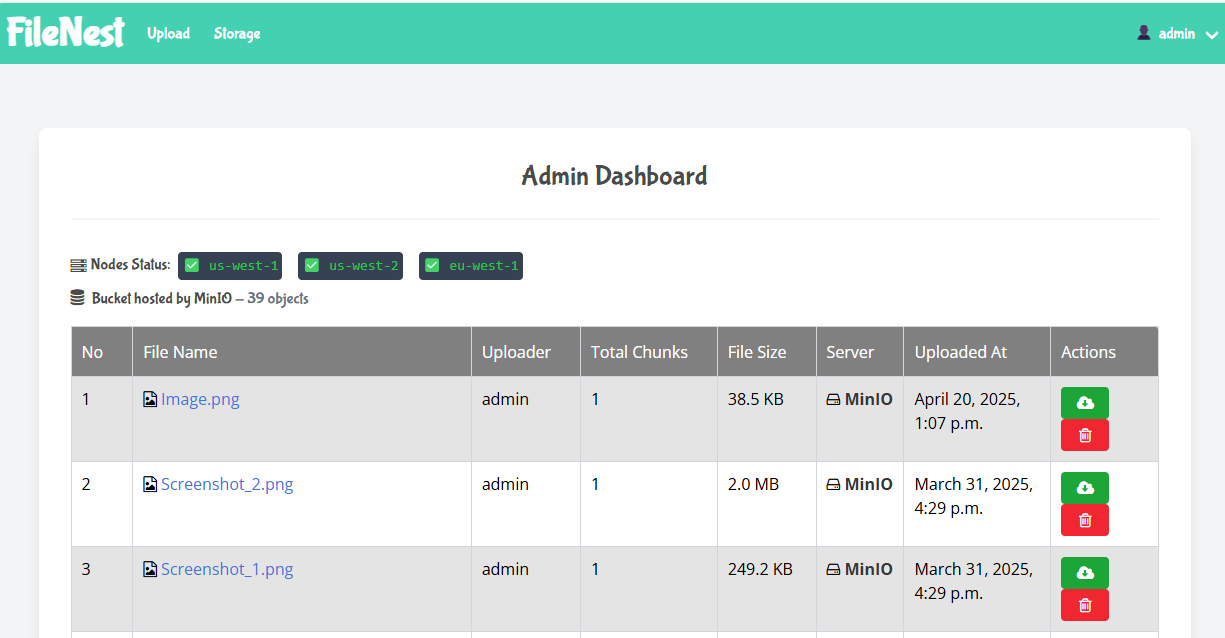 FileNest Upload Storage admin
Admin Dashboard
Nodes Status: us-west-1 us-west-2 eu-west-1
Bucket hosted by MinIO – 39 objects
No File Name Uploader Total Chunks File Size Server Uploaded At Actions
1 Image.png admin 1 38.5 KB MinIO April 20, 2025,
1:07 p.m.
2 Screenshot_2.png admin 1 2.0 MB MinIO March 31, 2025,
4:29 p.m.
3 Screenshot_1.png admin 1 249.2 KB MinIO March 31, 2025,
4:29 p.m.